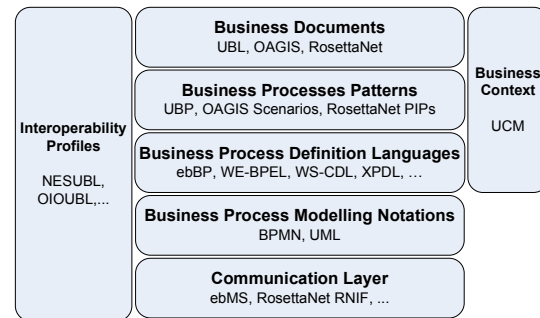 Interoperability
Profiles
NESUBL,
OIOUBL,...
Business Documents
UBL, OAGIS, RosettaNet
Business Processes Patterns
UBP, OAGIS Scenarios, RosettaNet PIPs
Business Process Definition Languages
ebBP, WE-BPEL, WS-CDL, XPDL, …
Business Process Modelling Notations
BPMN, UML
Communication Layer
ebMS, RosettaNet RNIF, ...
Business
Context
UCM